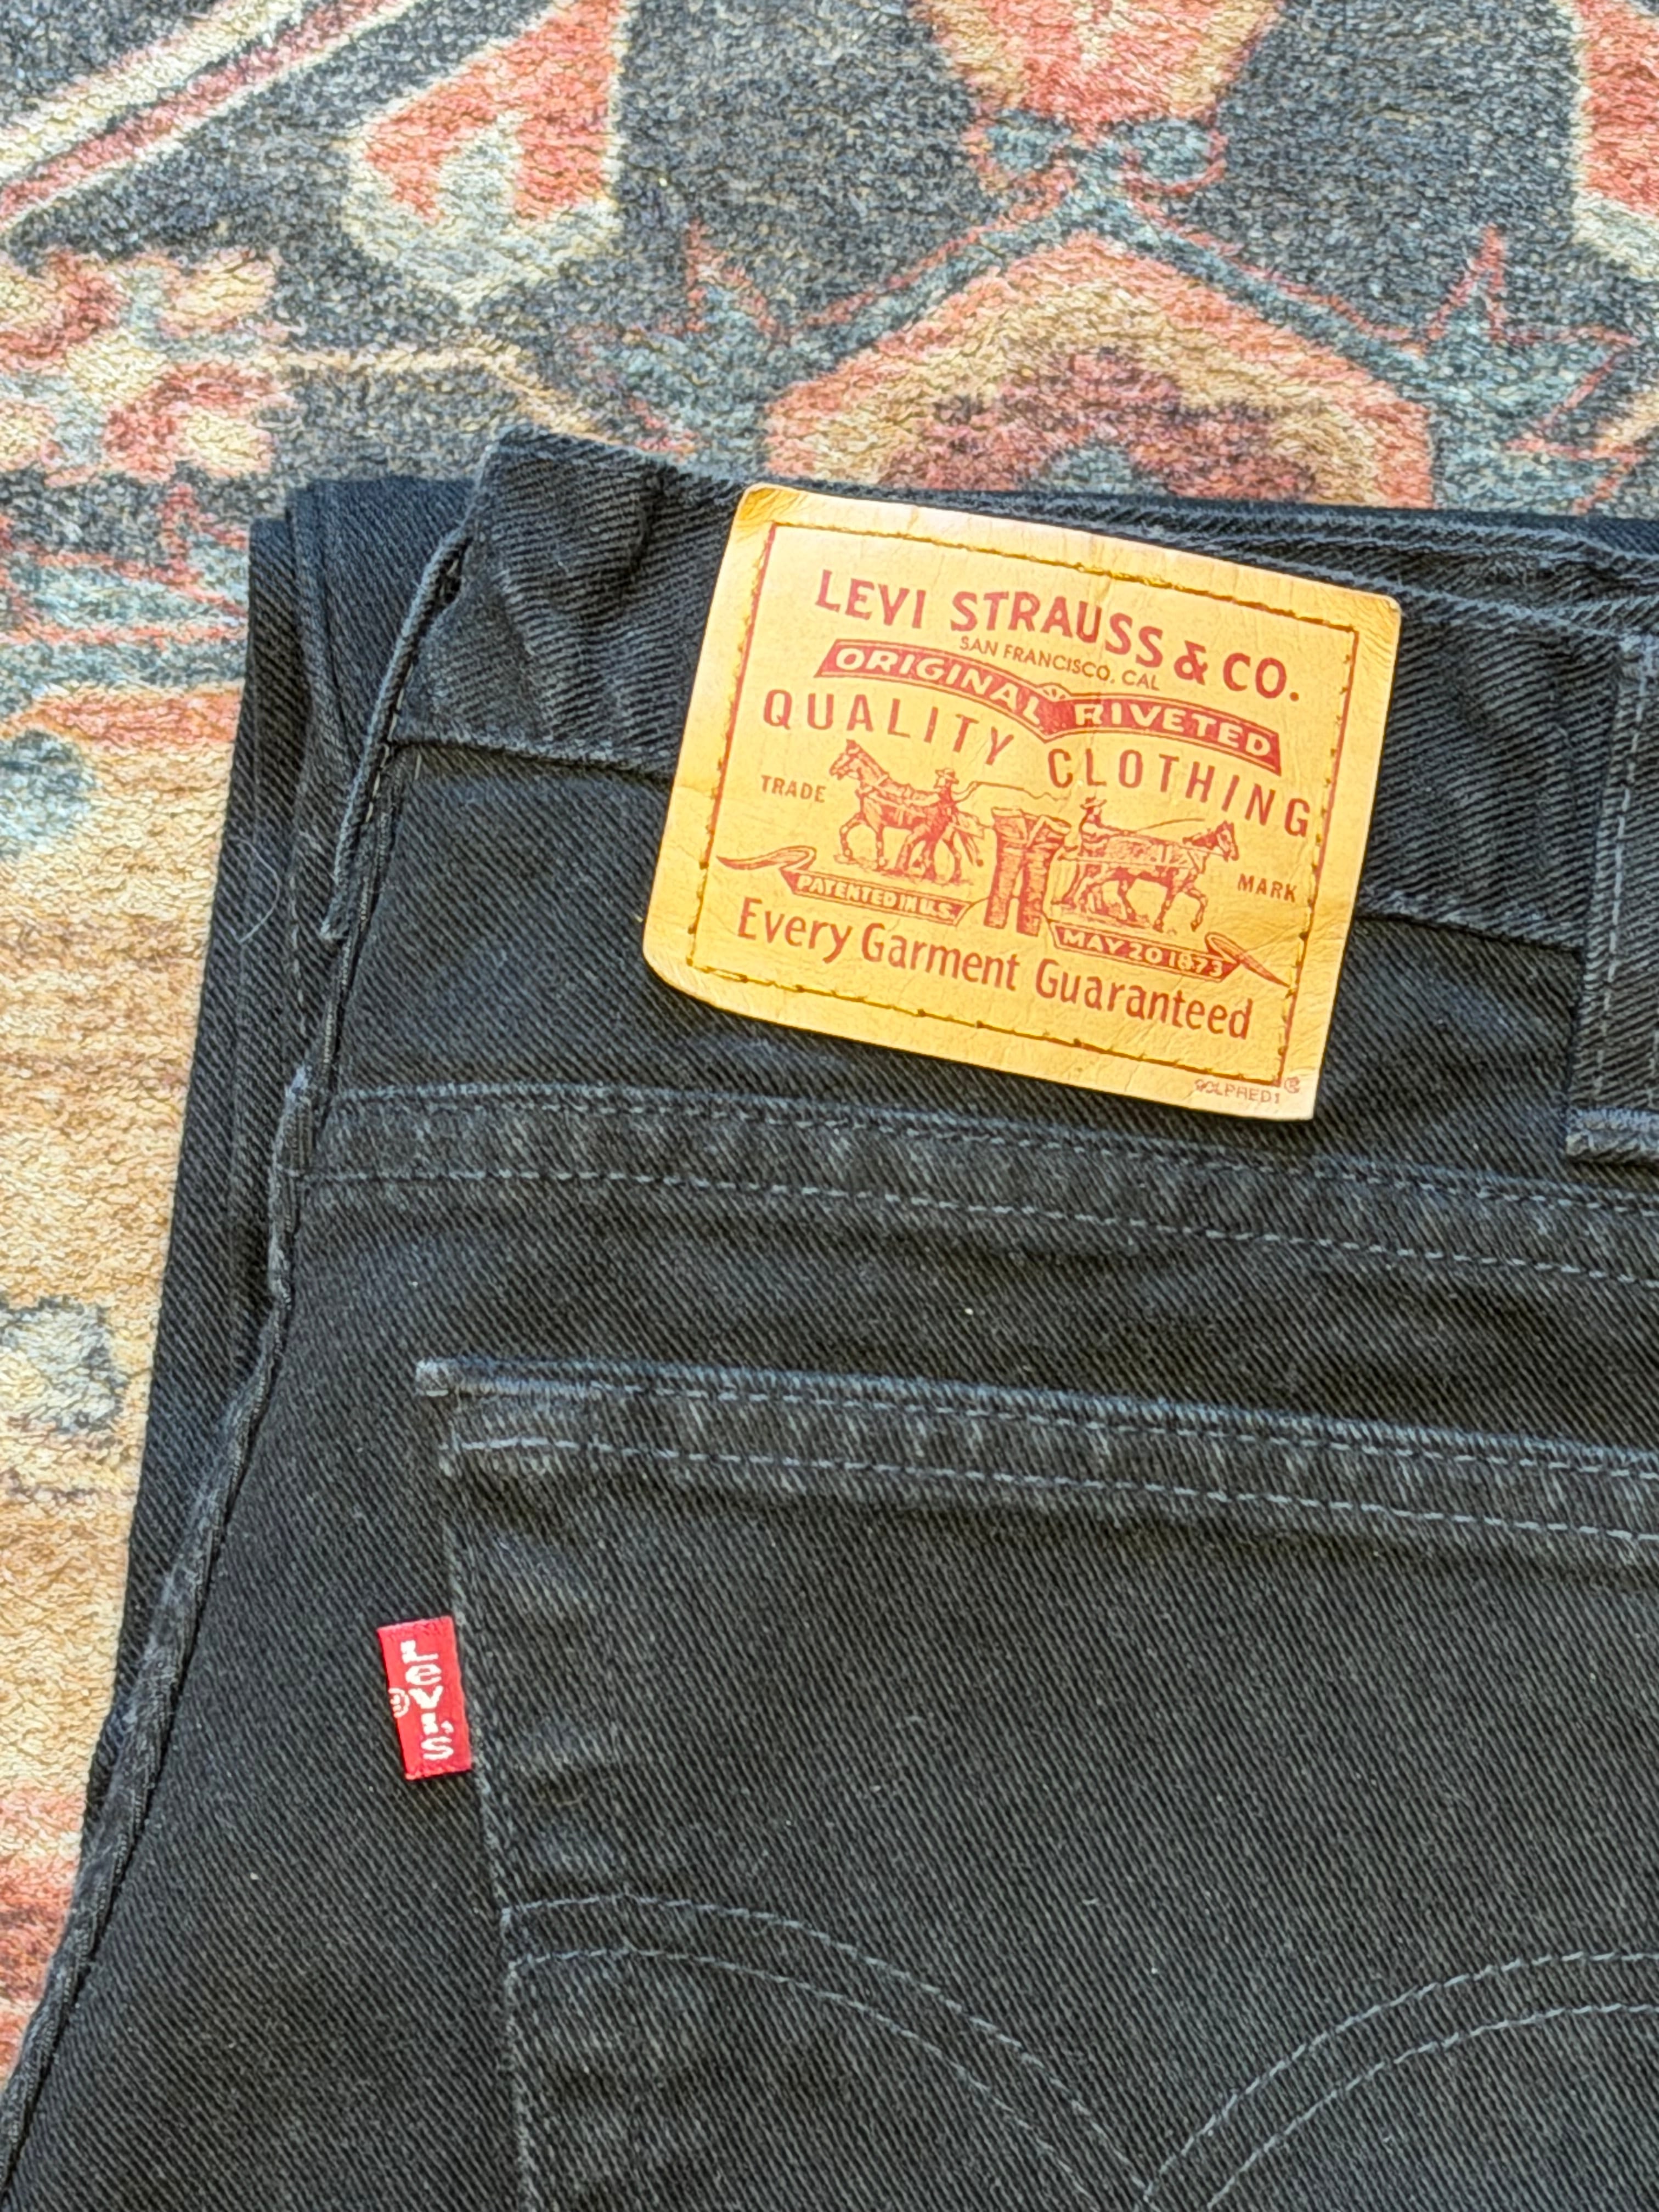 LEVI STRAUSS & CO.
SAN FRANCISCO, CAL
ORIGINAL RIVETED
QUALITY CLOTHING
TRADE MARK
PATENTED IN U.S. MAY 20 1873
Every Garment Guaranteed
®
Levi's
®